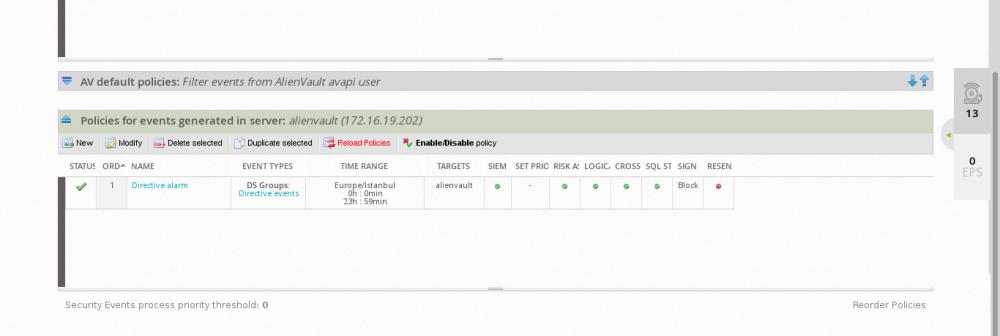 AV default policies: Filter events from AlienVault avapi user
13
Policies for events generated in server: alienvault (172.16.19.202)
New Modify Delete selected Duplicate selected Reload Policies Enable/Disable policy
0
EPS
STATUS ORD NAME EVENT TYPES TIME RANGE TARGETS SIEM SET PRIO RISK A LOGIC CROSS SQL ST SIGN RESEN
1 Directive alarm DS Groups: Europe/Istanbul alienvault - Block
Directive events 0h : 0min
23h : 59min
Security Events process priority threshold: 0 Reorder Policies